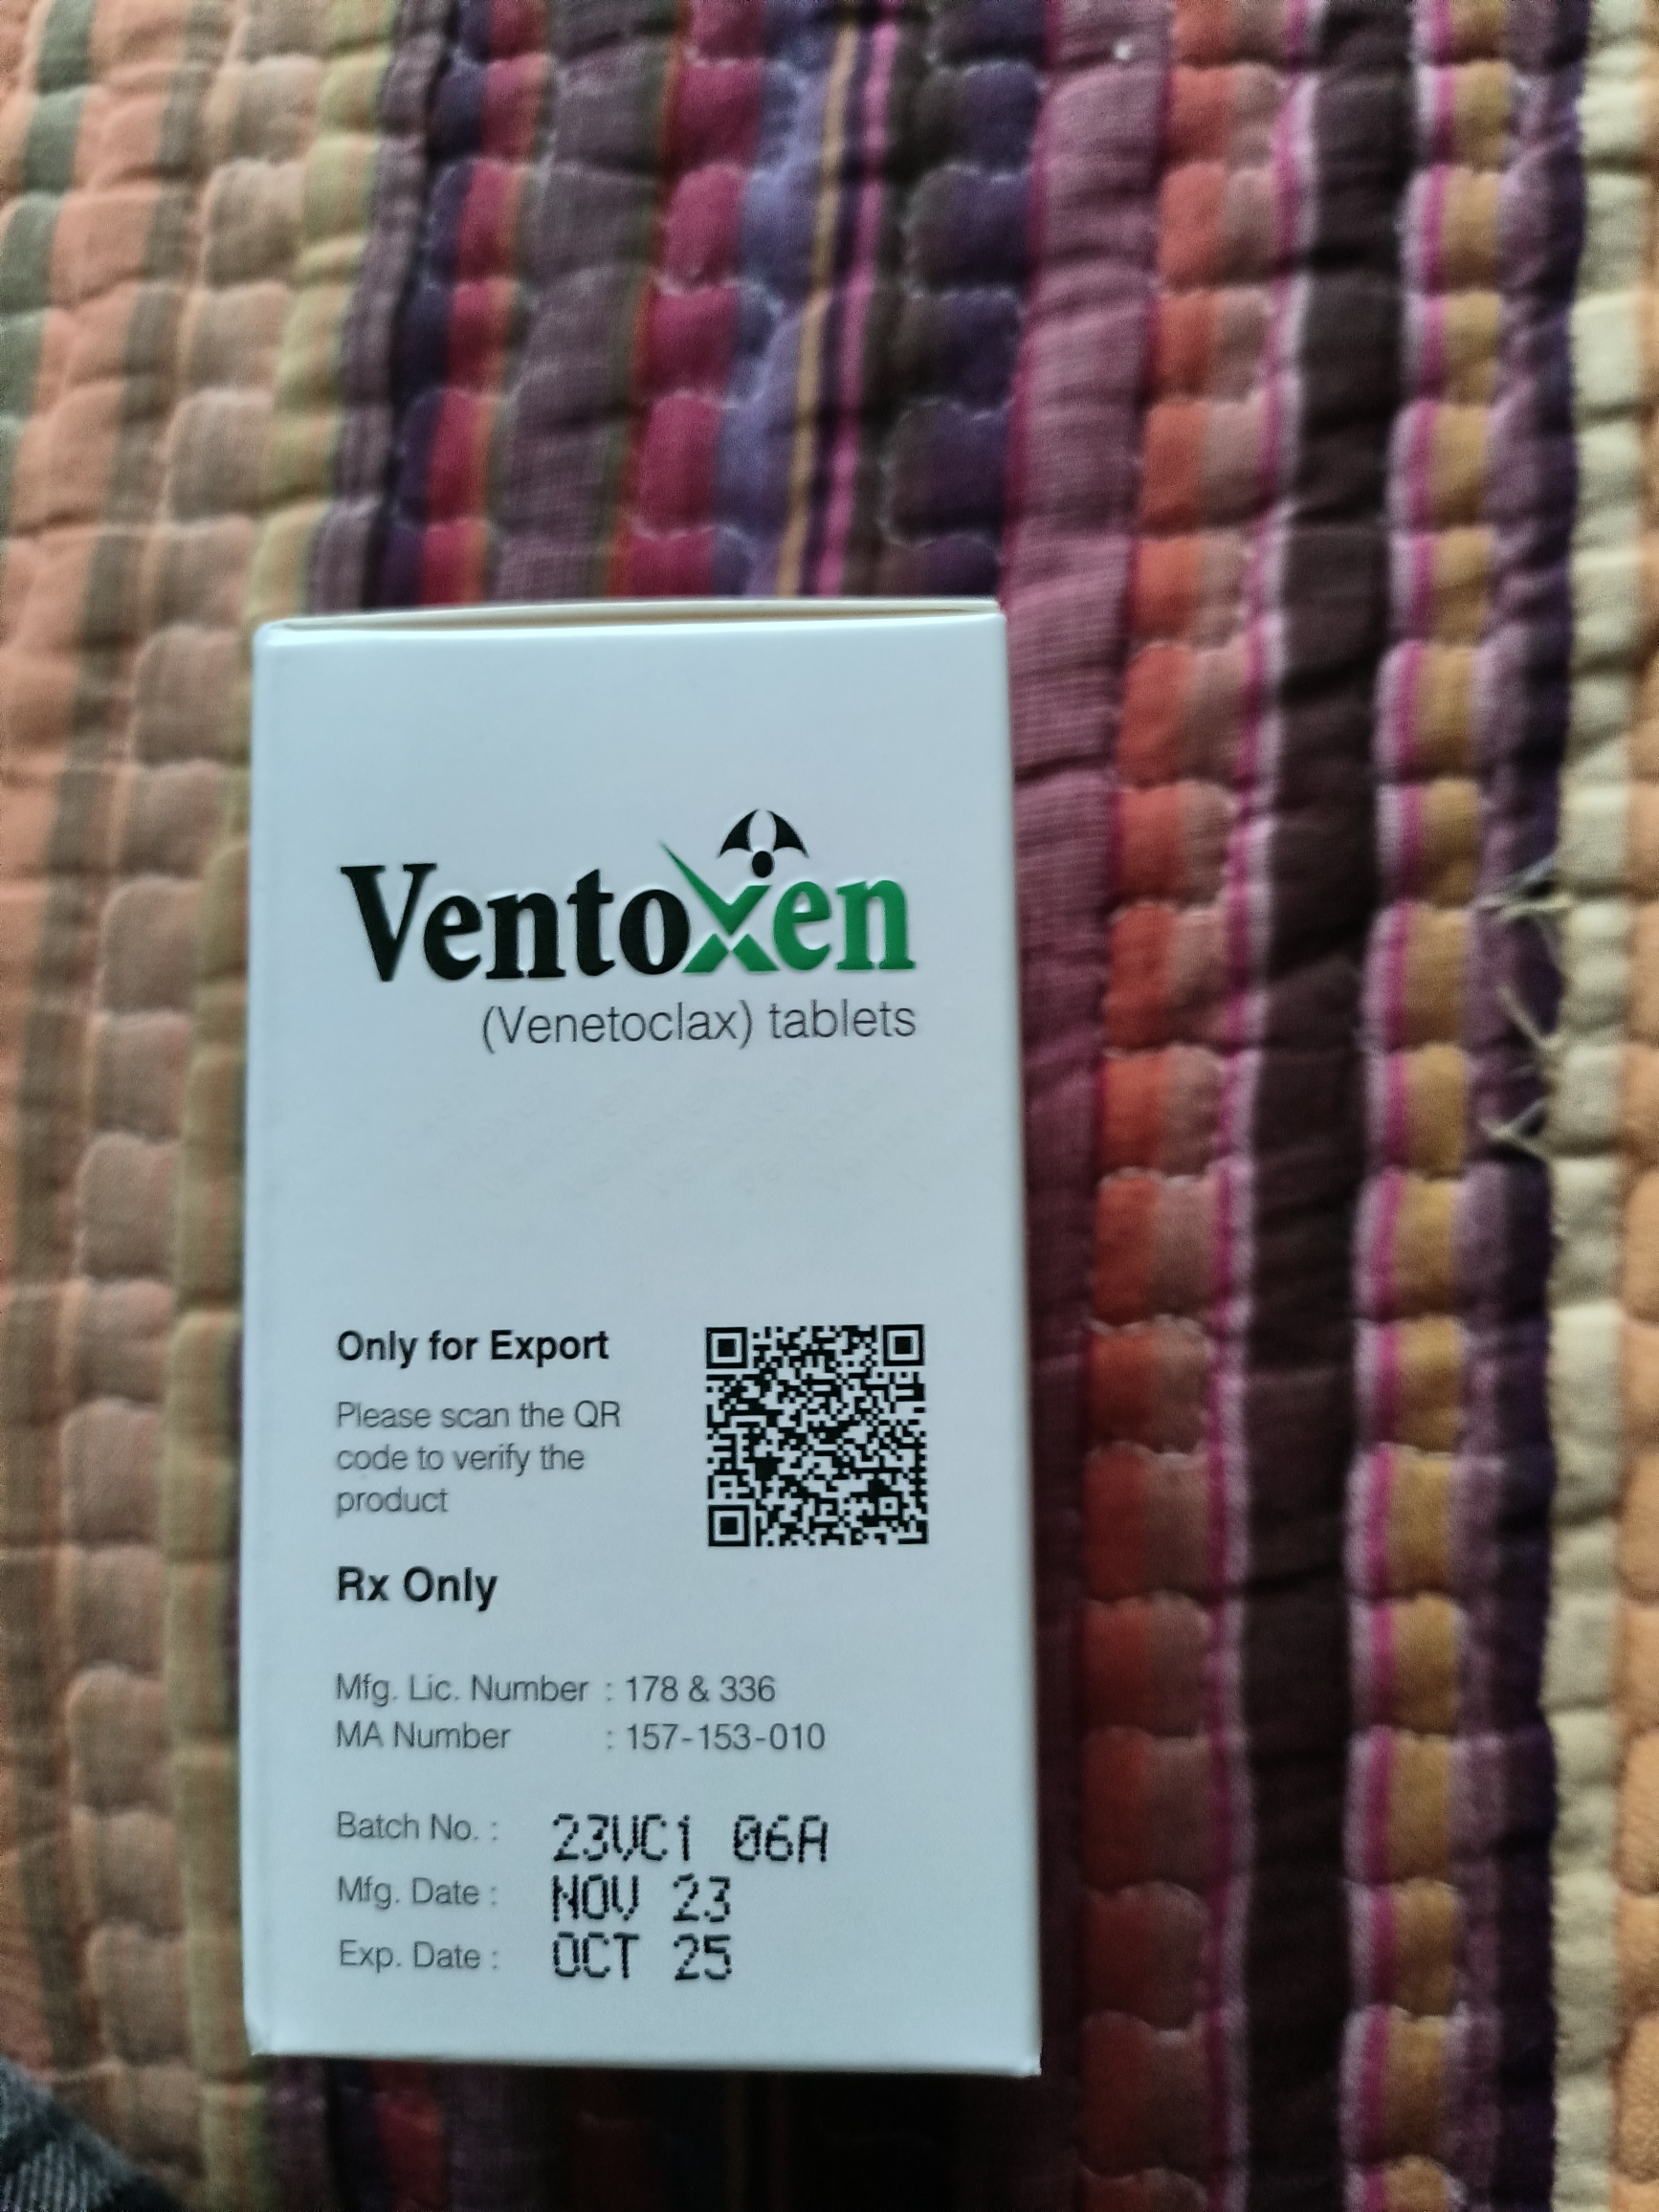 Ventoxen
(Venetoclax) tablets
Only for Export
Please scan the QR
code to verify the
product
Rx Only
Mfg. Lic. Number : 178 & 336
MA Number : 157-153-010
Batch No. : 23VC1 06A
Mfg. Date : NOV 23
Exp. Date : OCT 25